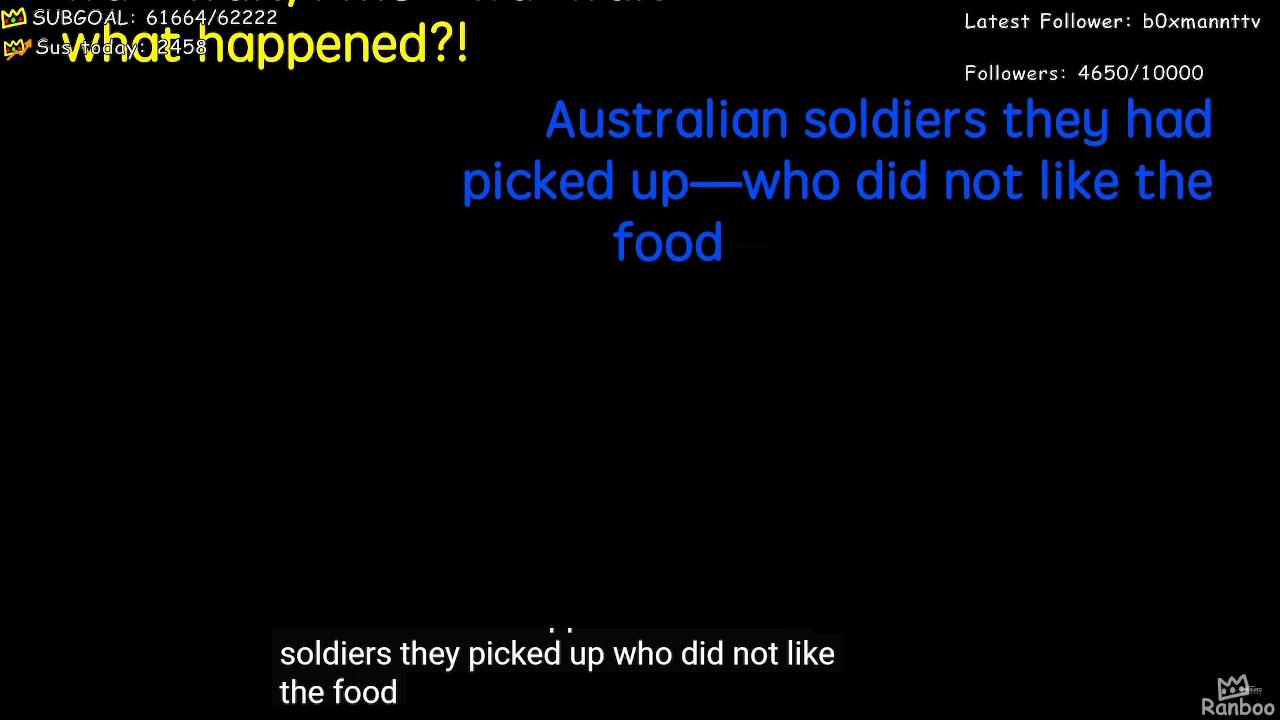 SUBGOAL: 61664/62222
Sus today: 2458
what happened?!
Latest Follower: b0xmannttv
Followers: 4650/10000
Australian soldiers they had
picked up—who did not like the
food
soldiers they picked up who did not like
the food
Ranboo